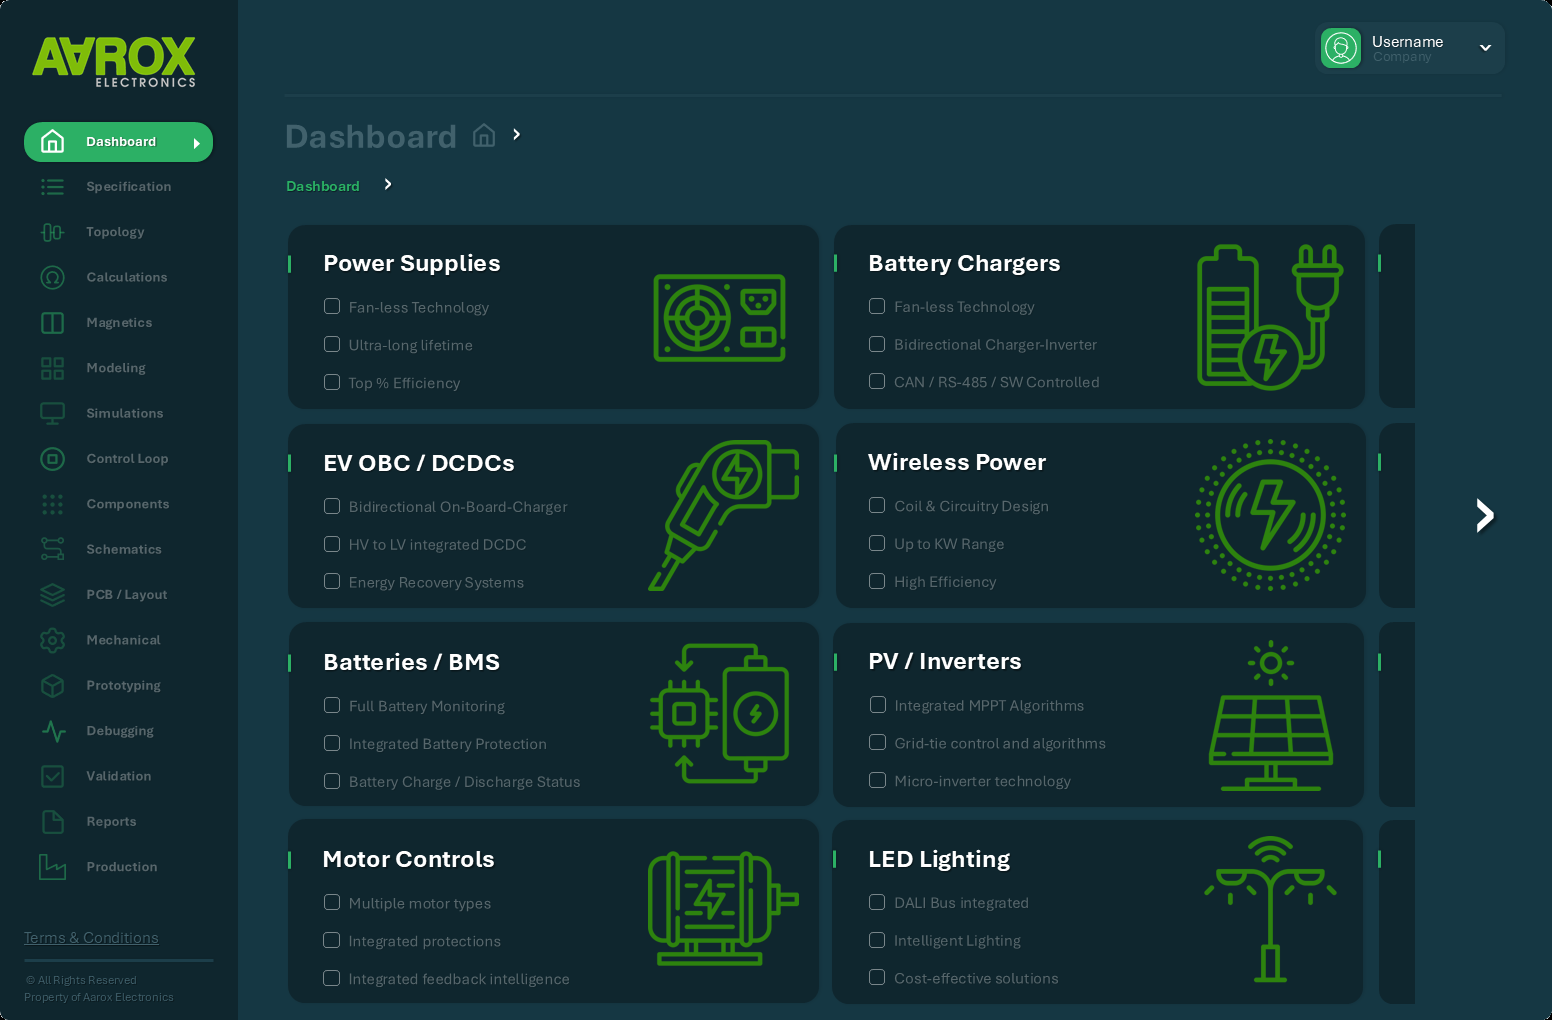 AAROX
ELECTRONICS
Username
Company
Dashboard
Specification
Topology
Calculations
Magnetics
Modeling
Simulations
Control Loop
Components
Schematics
PCB / Layout
Mechanical
Prototyping
Debugging
Validation
Reports
Production
Terms & Conditions
© All Rights Reserved
Property of Aarox Electronics
Dashboard
Dashboard
Power Supplies
Fan-less Technology
Ultra-long lifetime
Top % Efficiency
Battery Chargers
Fan-less Technology
Bidirectional Charger-Inverter
CAN / RS-485 / SW Controlled
EV OBC / DCDCs
Bidirectional On-Board-Charger
HV to LV integrated DCDC
Energy Recovery Systems
Wireless Power
Coil & Circuitry Design
Up to KW Range
High Efficiency
Batteries / BMS
Full Battery Monitoring
Integrated Battery Protection
Battery Charge / Discharge Status
PV / Inverters
Integrated MPPT Algorithms
Grid-tie control and algorithms
Micro-inverter technology
Motor Controls
Multiple motor types
Integrated protections
Integrated feedback intelligence
LED Lighting
DALI Bus integrated
Intelligent Lighting
Cost-effective solutions